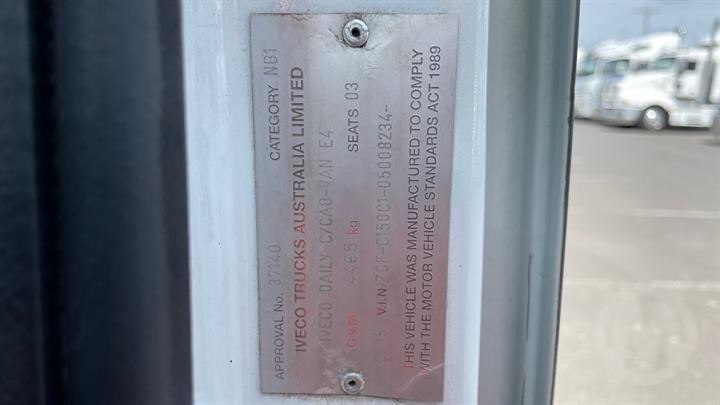 APPROVAL No. 37140 CATEGORY NB1
IVECO TRUCKS AUSTRALIA LIMITED
IVECO DAILY C/CAB-VAN E4
G.V.M. 4495 kg. SEATS 03
V.I.N. ZCF-C150C1-05008234-
THIS VEHICLE WAS MANUFACTURED TO COMPLY
WITH THE MOTOR VEHICLE STANDARDS ACT 1989